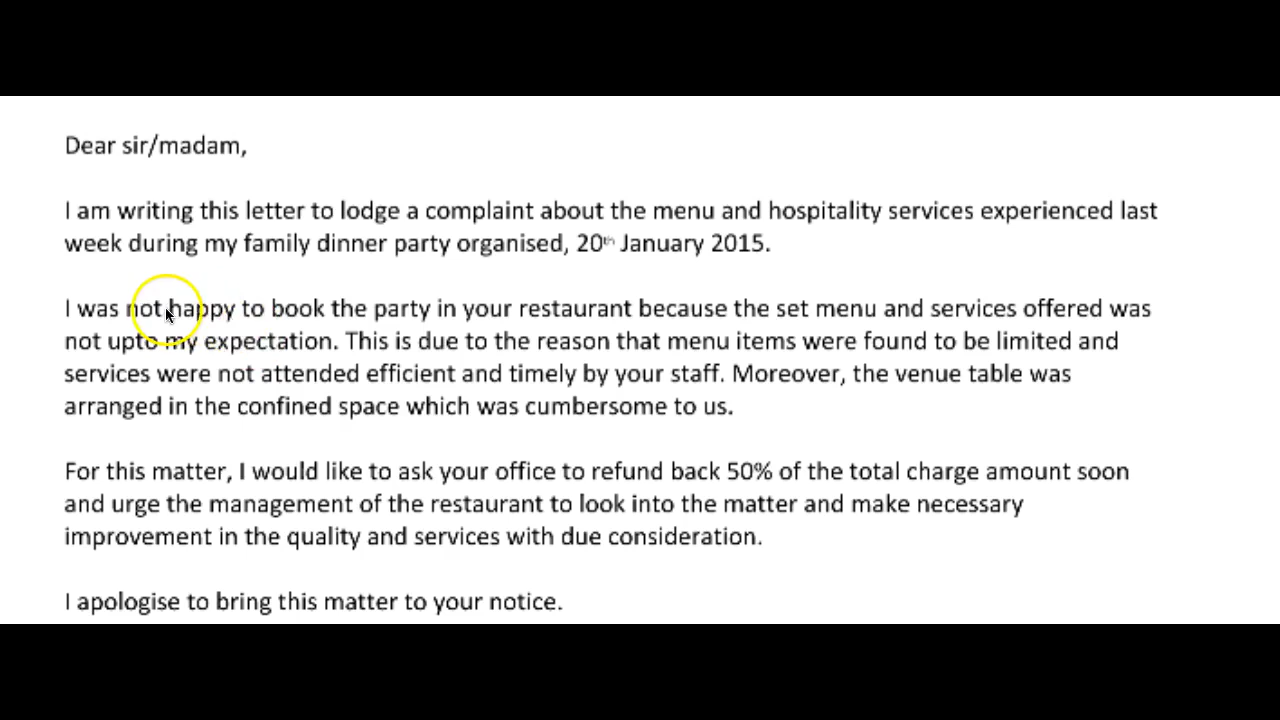 Dear sir/madam,
I am writing this letter to lodge a complaint about the menu and hospitality services experienced last
week during my family dinner party organised, 20th January 2015.
I was not happy to book the party in your restaurant because the set menu and services offered was
not upto my expectation. This is due to the reason that menu items were found to be limited and
services were not attended efficient and timely by your staff. Moreover, the venue table was
arranged in the confined space which was cumbersome to us.
For this matter, I would like to ask your office to refund back 50% of the total charge amount soon
and urge the management of the restaurant to look into the matter and make necessary
improvement in the quality and services with due consideration.
I apologise to bring this matter to your notice.